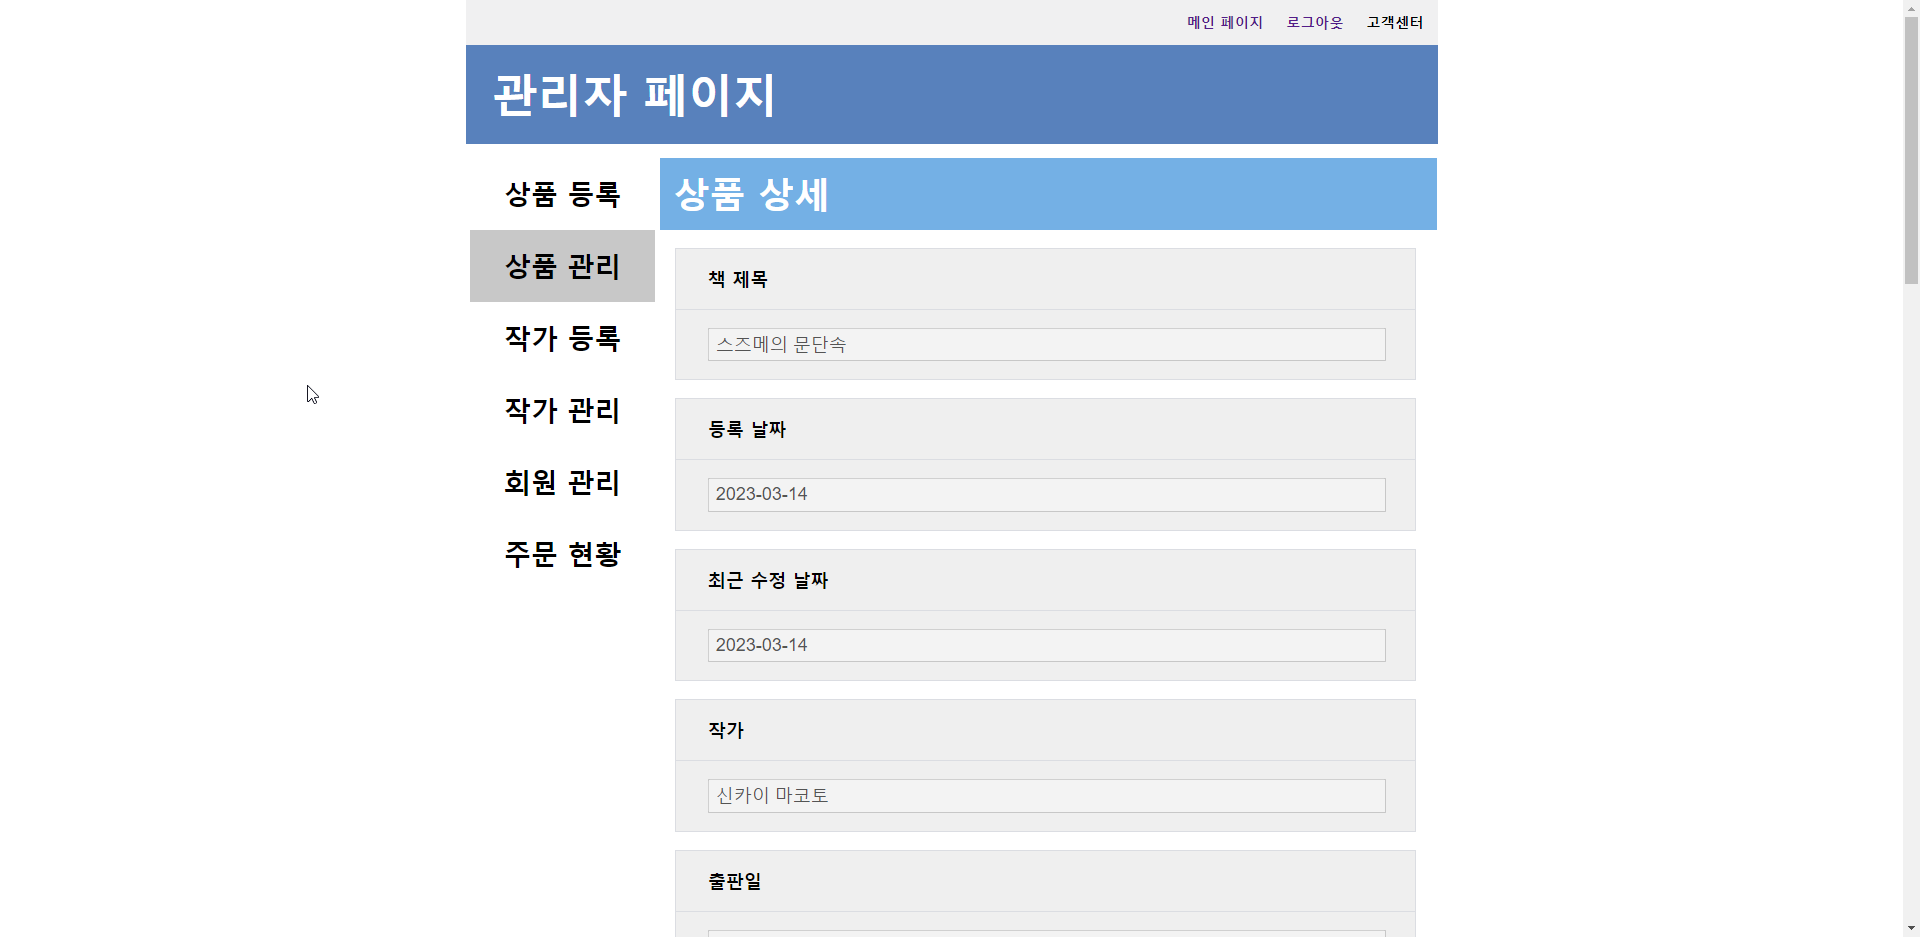 메인 페이지 로그아웃 고객센터
관리자 페이지
상품 등록
상품 관리
작가 등록
작가 관리
회원 관리
주문 현황
상품 상세
책 제목
스즈메의 문단속
등록 날짜
2023-03-14
최근 수정 날짜
2023-03-14
작가
신카이 마코토
출판일